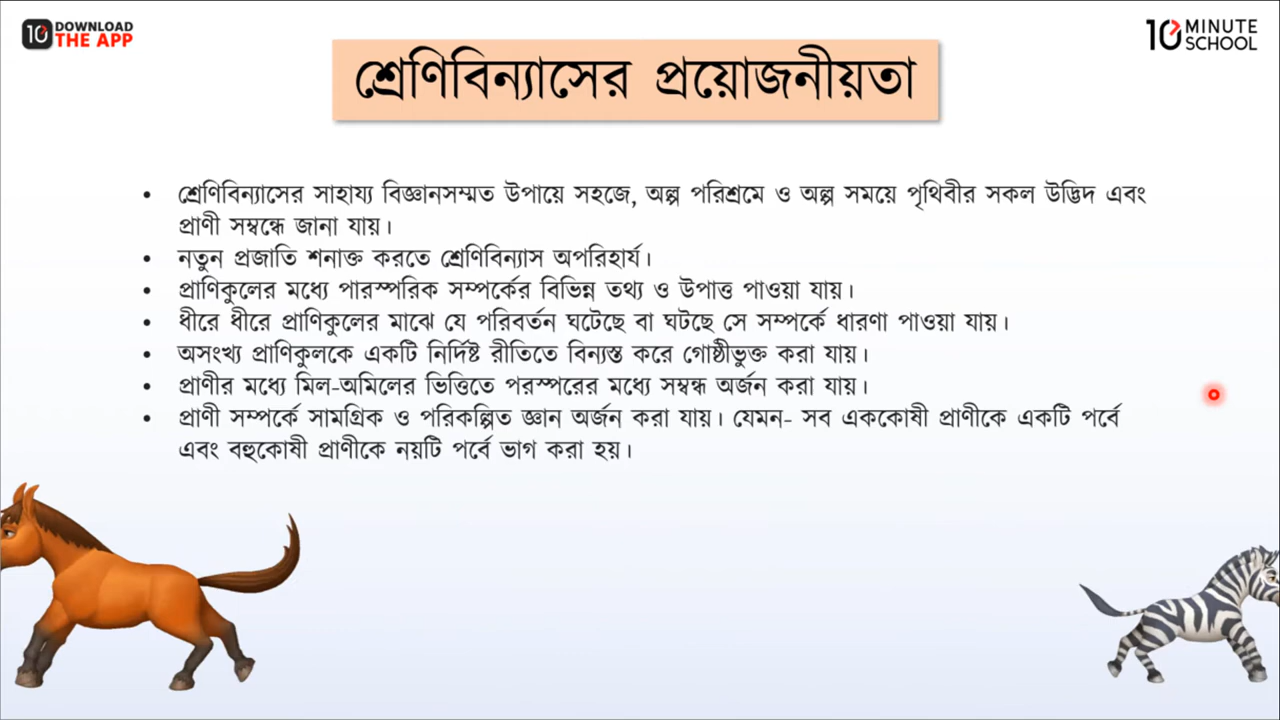 10 DOWNLOAD
THE APP
10 MINUTE
SCHOOL
শ্রেণিবিন্যাসের প্রয়োজনীয়তা
• শ্রেণিবিন্যাসের সাহায্য বিজ্ঞানসম্মত উপায়ে সহজে, অল্প পরিশ্রমে ও অল্প সময়ে পৃথিবীর সকল উদ্ভিদ এবং
প্রাণী সম্বন্ধে জানা যায়।
• নতুন প্রজাতি শনাক্ত করতে শ্রেণিবিন্যাস অপরিহার্য।
• প্রাণিকুলের মধ্যে পারস্পরিক সম্পর্কের বিভিন্ন তথ্য ও উপাত্ত পাওয়া যায়।
• ধীরে ধীরে প্রাণিকুলের মাঝে যে পরিবর্তন ঘটেছে বা ঘটছে সে সম্পর্কে ধারণা পাওয়া যায়।
• অসংখ্য প্রাণিকুলকে একটি নির্দিষ্ট রীতিতে বিন্যস্ত করে গোষ্ঠীভুক্ত করা যায়।
• প্রাণীর মধ্যে মিল-অমিলের ভিত্তিতে পরস্পরের মধ্যে সম্বন্ধ অর্জন করা যায়।
• প্রাণী সম্পর্কে সামগ্রিক ও পরিকল্পিত জ্ঞান অর্জন করা যায়। যেমন- সব এককোষী প্রাণীকে একটি পর্বে
এবং বহুকোষী প্রাণীকে নয়টি পর্বে ভাগ করা হয়।